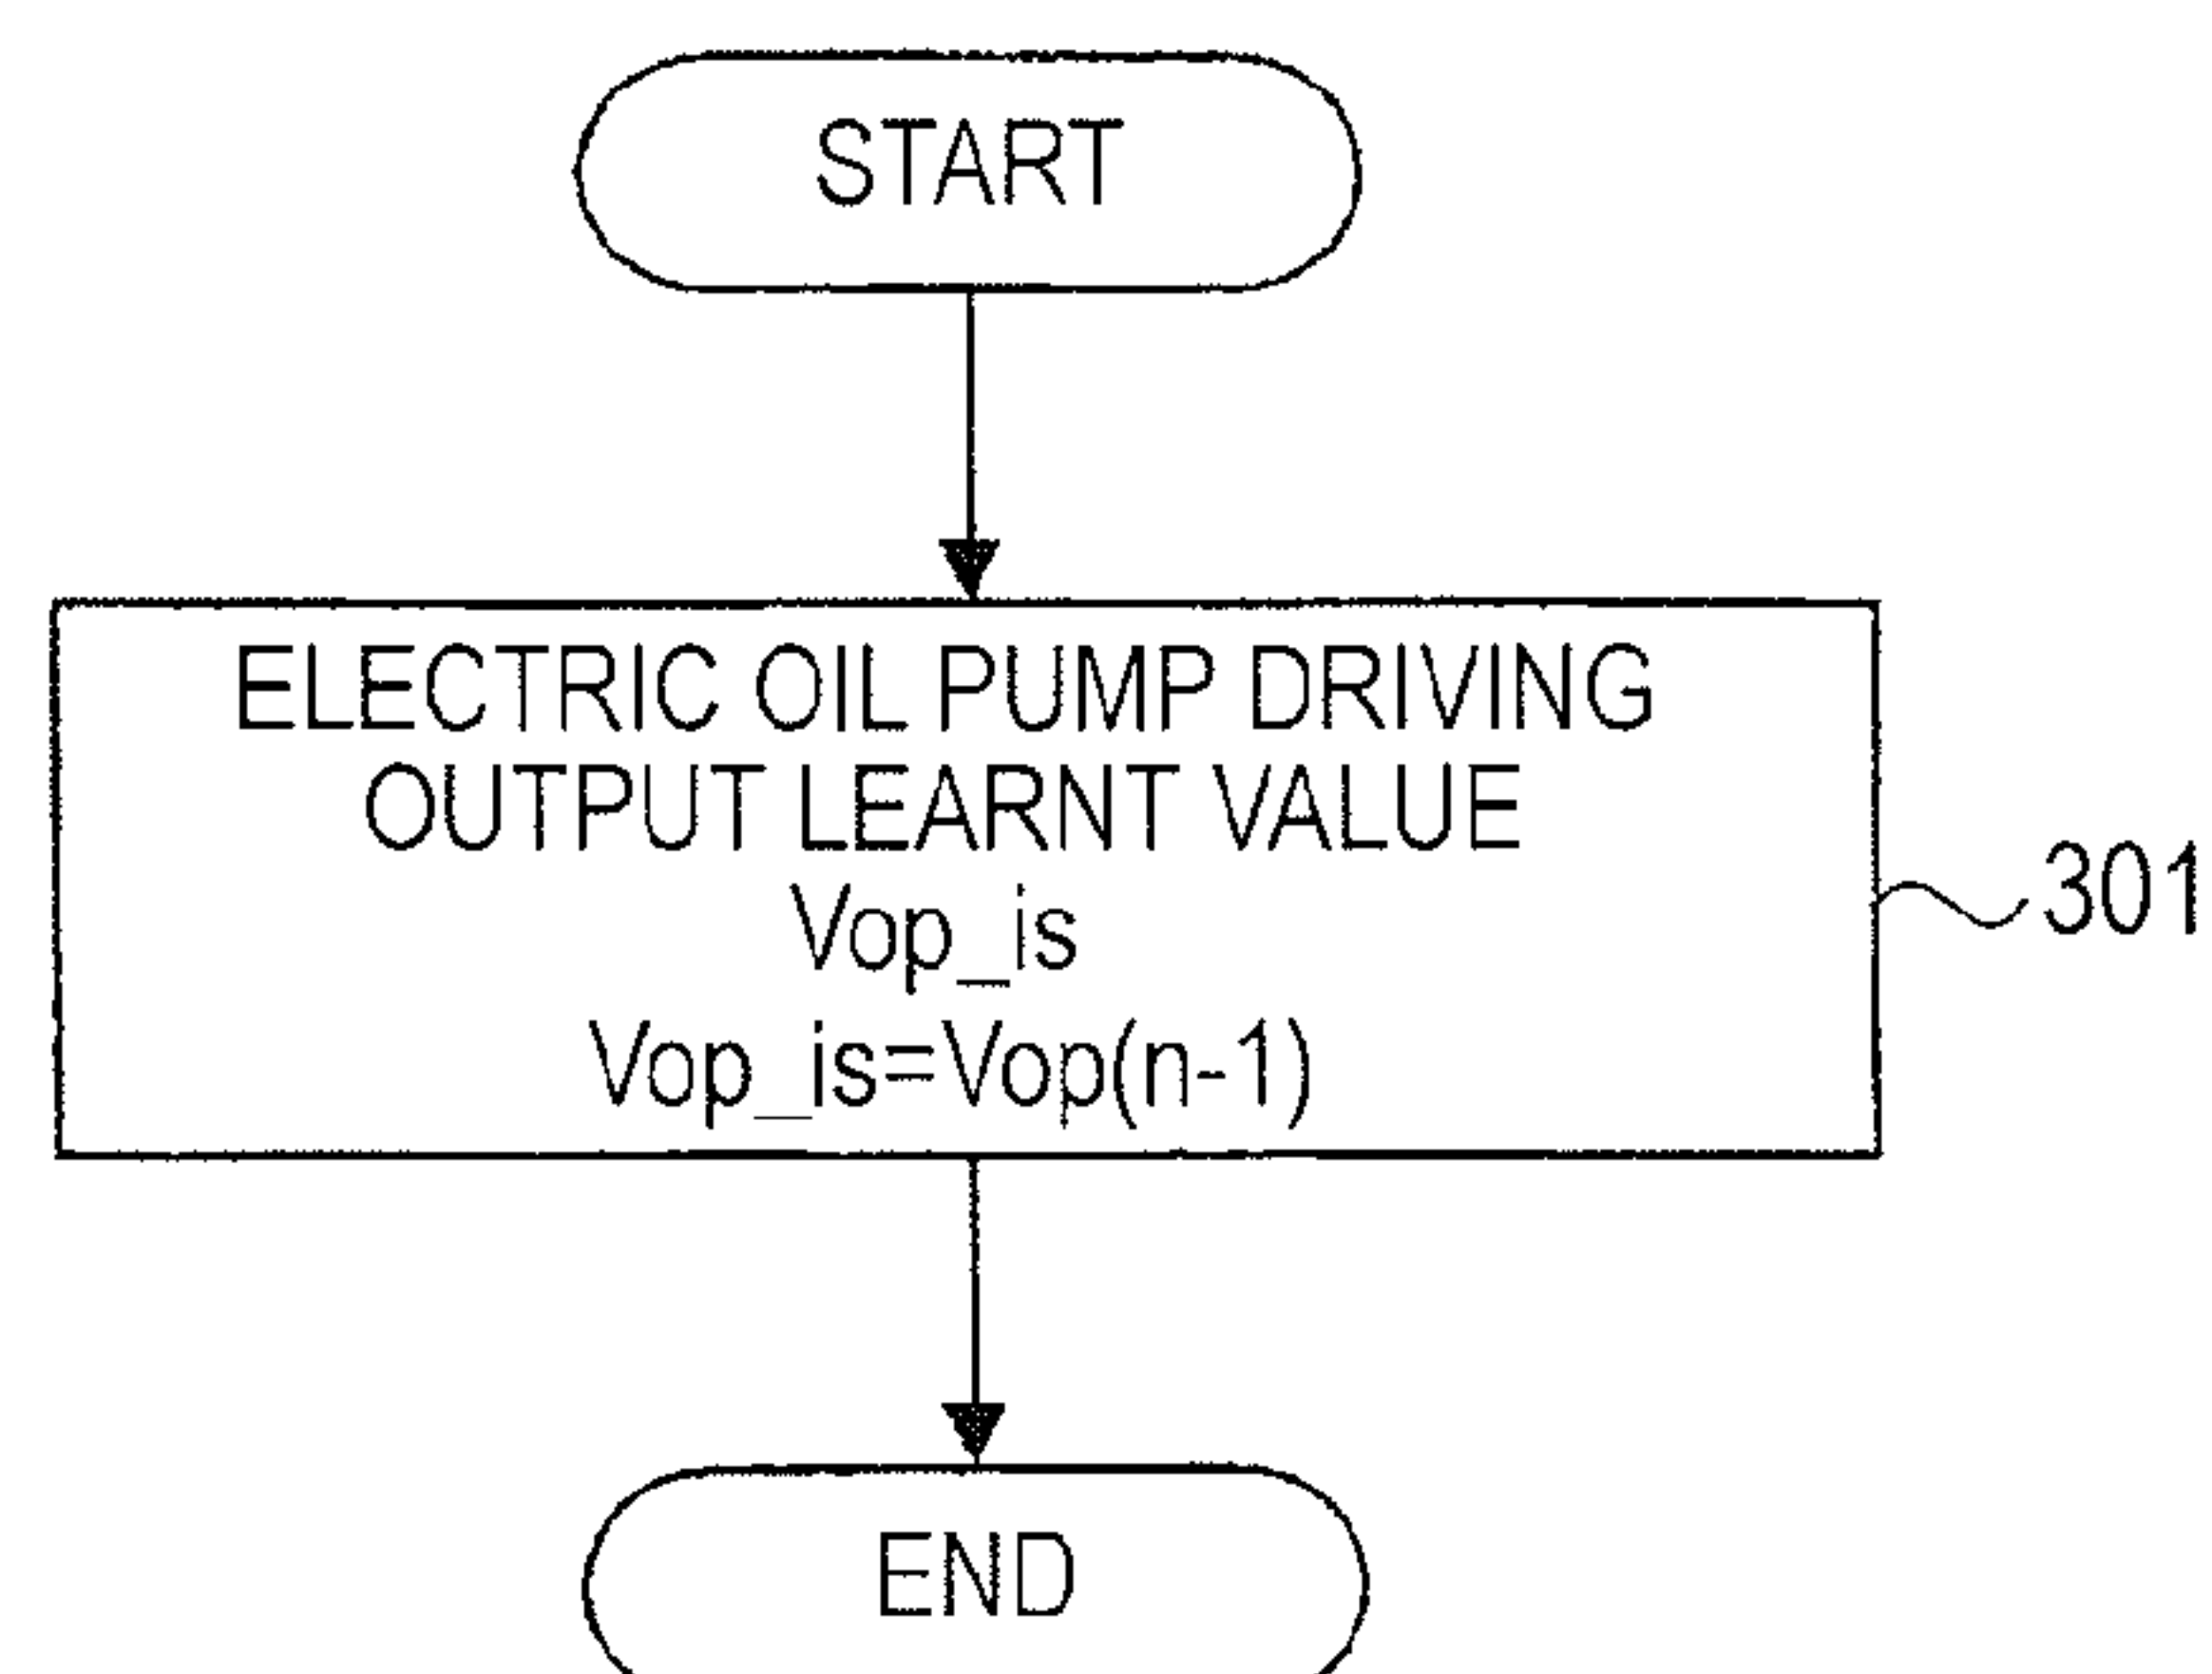 START
ELECTRIC OIL PUMP DRIVING
OUTPUT LEARNT VALUE
Vop_is
Vop_is=Vop(n-1)
301
END